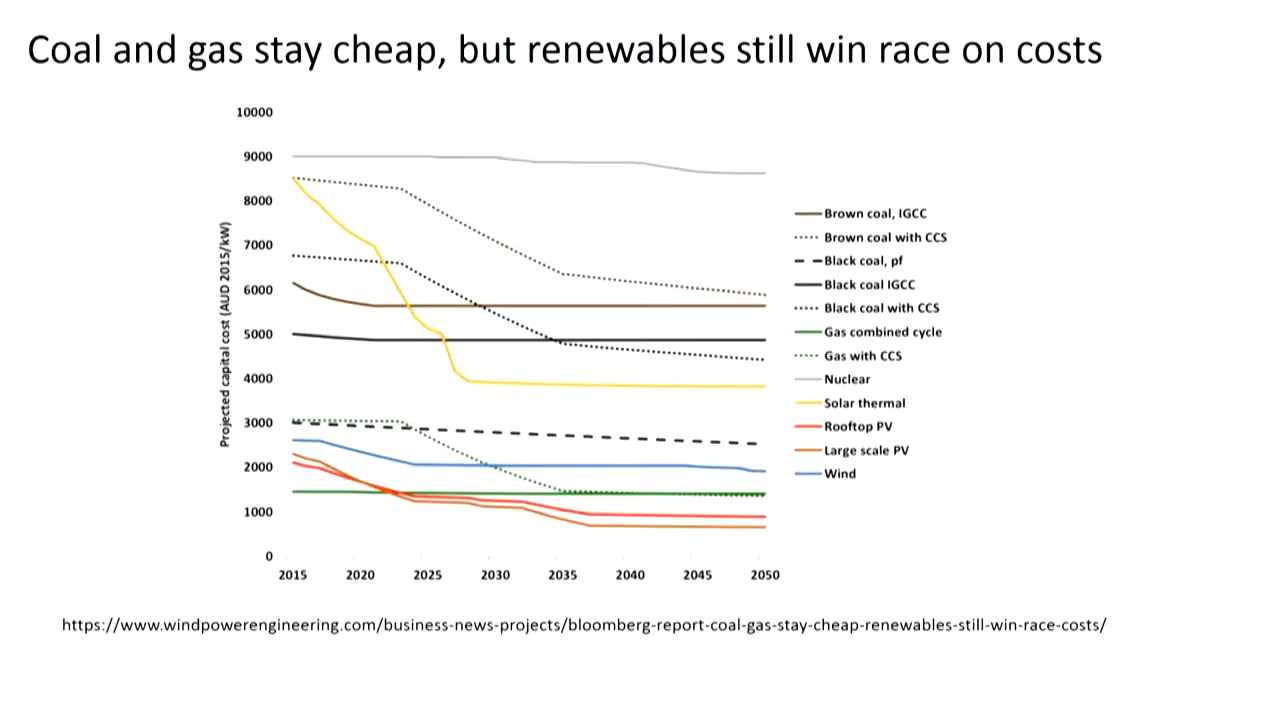 Coal and gas stay cheap, but renewables still win race on costs
10000
9000
8000
7000
6000
5000
4000
3000
2000
1000
0
Projected capital cost (AUD 2015/kW)
2015 2020 2025 2030 2035 2040 2045 2050
Brown coal, IGCC
Brown coal with CCS
Black coal, pf
Black coal IGCC
Black coal with CCS
Gas combined cycle
Gas with CCS
Nuclear
Solar thermal
Rooftop PV
Large scale PV
Wind
https://www.windpowerengineering.com/business-news-projects/bloomberg-report-coal-gas-stay-cheap-renewables-still-win-race-costs/